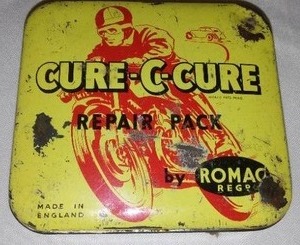 CURE-C-CURE
REPAIR PACK
by ROMAC
REGD
MADE IN
ENGLAND